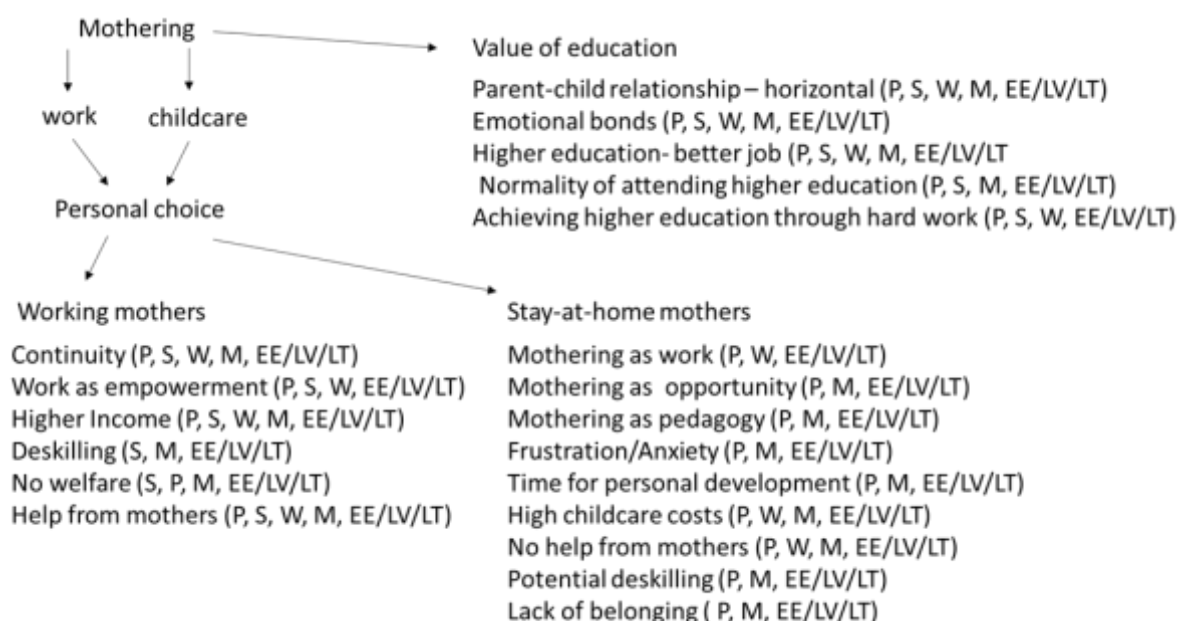 Mothering
work
childcare
Personal choice
Value of education
Parent-child relationship – horizontal (P, S, W, M, EE/LV/LT)
Emotional bonds (P, S, W, M, EE/LV/LT)
Higher education- better job (P, S, W, M, EE/LV/LT
Normality of attending higher education (P, S, M, EE/LV/LT)
Achieving higher education through hard work (P, S, W, EE/LV/LT)
Working mothers
Continuity (P, S, W, M, EE/LV/LT)
Work as empowerment (P, S, W, EE/LV/LT)
Higher Income (P, S, W, M, EE/LV/LT)
Deskilling (S, M, EE/LV/LT)
No welfare (S, P, M, EE/LV/LT)
Help from mothers (P, S, W, M, EE/LV/LT)
Stay-at-home mothers
Mothering as work (P, W, EE/LV/LT)
Mothering as opportunity (P, M, EE/LV/LT)
Mothering as pedagogy (P, M, EE/LV/LT)
Frustration/Anxiety (P, M, EE/LV/LT)
Time for personal development (P, M, EE/LV/LT)
High childcare costs (P, W, M, EE/LV/LT)
No help from mothers (P, W, M, EE/LV/LT)
Potential deskilling (P, M, EE/LV/LT)
Lack of belonging ( P, M, EE/LV/LT)